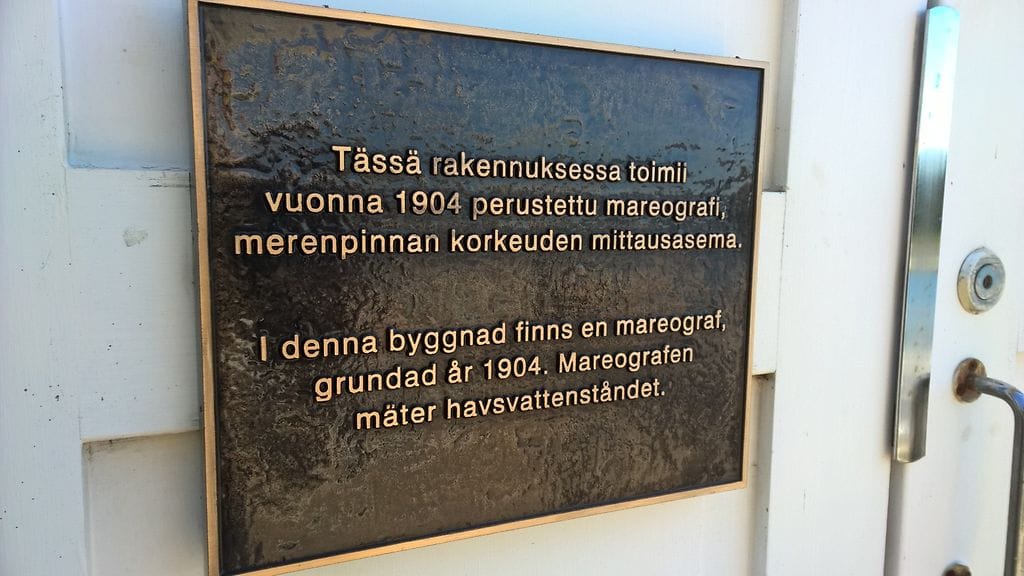 Tässä rakennuksessa toimii
vuonna 1904 perustettu mareografi,
merenpinnan korkeuden mittausasema.
I denna byggnad finns en mareograf,
grundad år 1904. Mareografen
mäter havsvattenståndet.